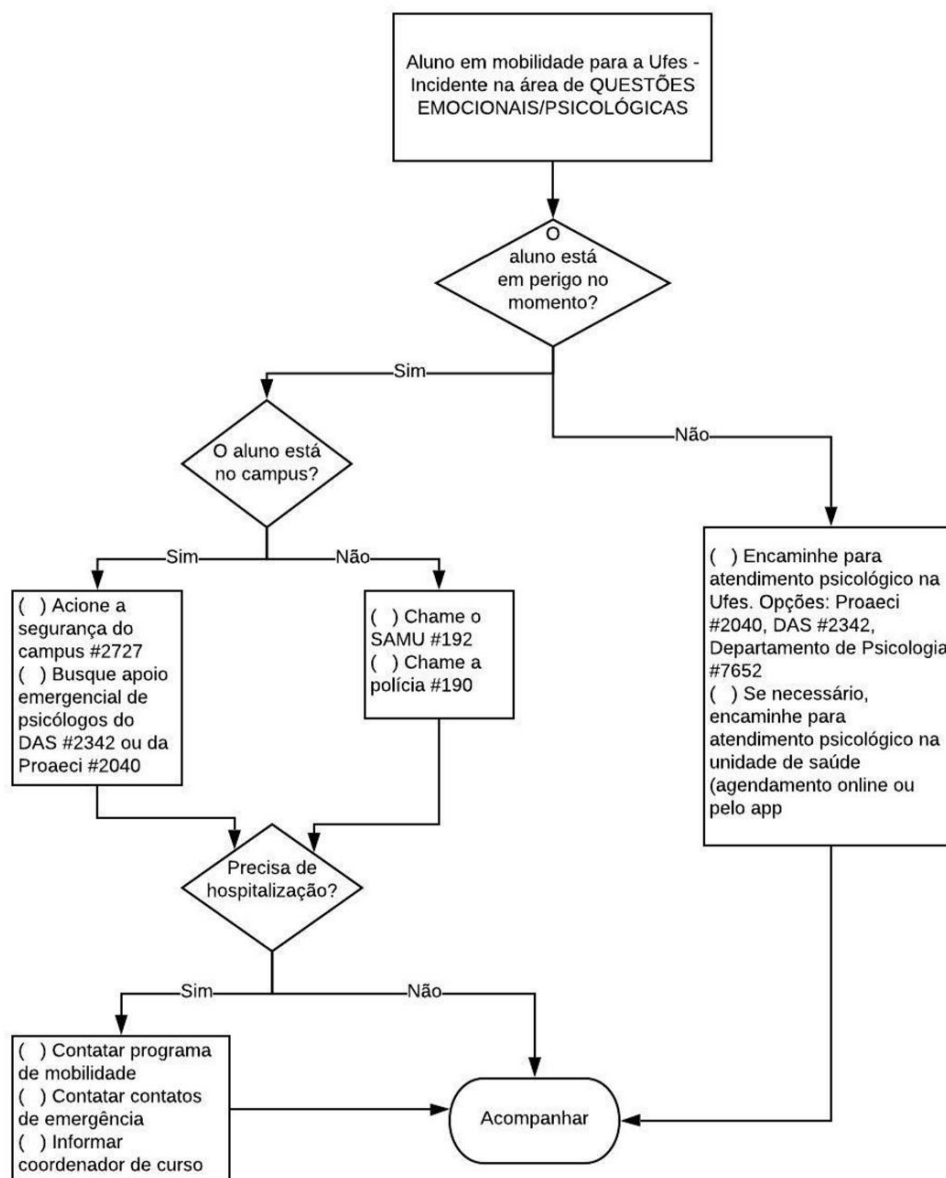 Aluno em mobilidade para a Ufes -
Incidente na área de QUESTÕES
EMOCIONAIS/PSICOLÓGICAS
O
aluno está
em perigo no
momento?
Sim
Não
O aluno está
no campus?
Sim
Não
( ) Acione a
segurança do
campus #2727
( ) Busque apoio
emergencial de
psicólogos do
DAS #2342 ou da
Proaeci #2040
( ) Chame o
SAMU #192
( ) Chame a
polícia #190
( ) Encaminhe para
atendimento psicológico na
Ufes. Opções: Proaeci
#2040, DAS #2342,
Departamento de Psicologia
#7652
( ) Se necessário,
encaminhe para
atendimento psicológico na
unidade de saúde
(agendamento online ou
pelo app
Precisa de
hospitalização?
Sim
Não
( ) Contatar programa
de mobilidade
( ) Contatar contatos
de emergência
( ) Informar
coordenador de curso
Acompanhar